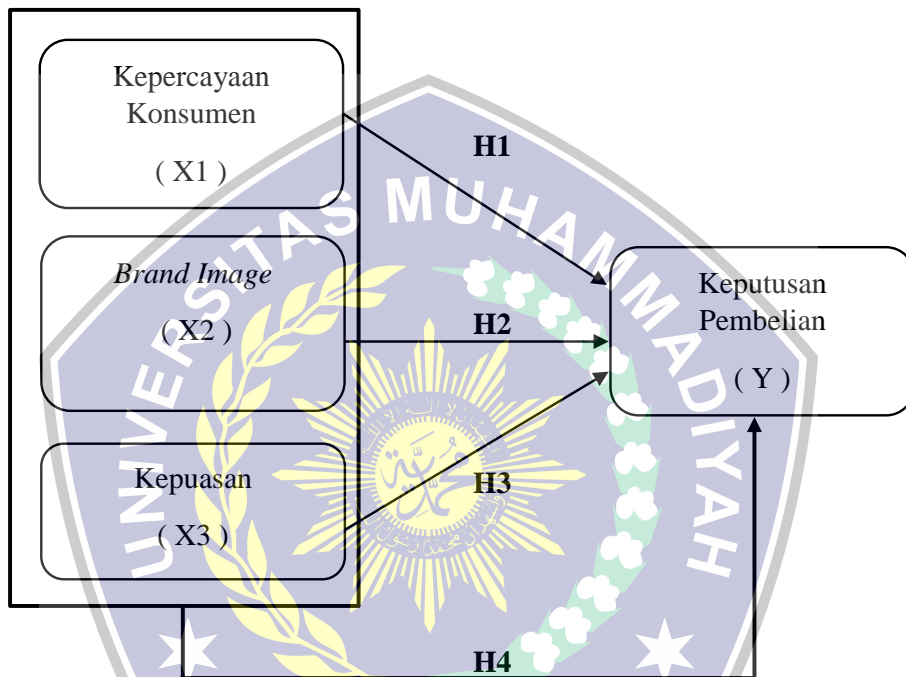 Kepercayaan
Konsumen
( X1 )
H1
UNIVERSITAS MUHAMMADIYAH
Brand Image
( X2 )
H2
Keputusan
Pembelian
( Y )
Kepuasan
( X3 )
H3
H4